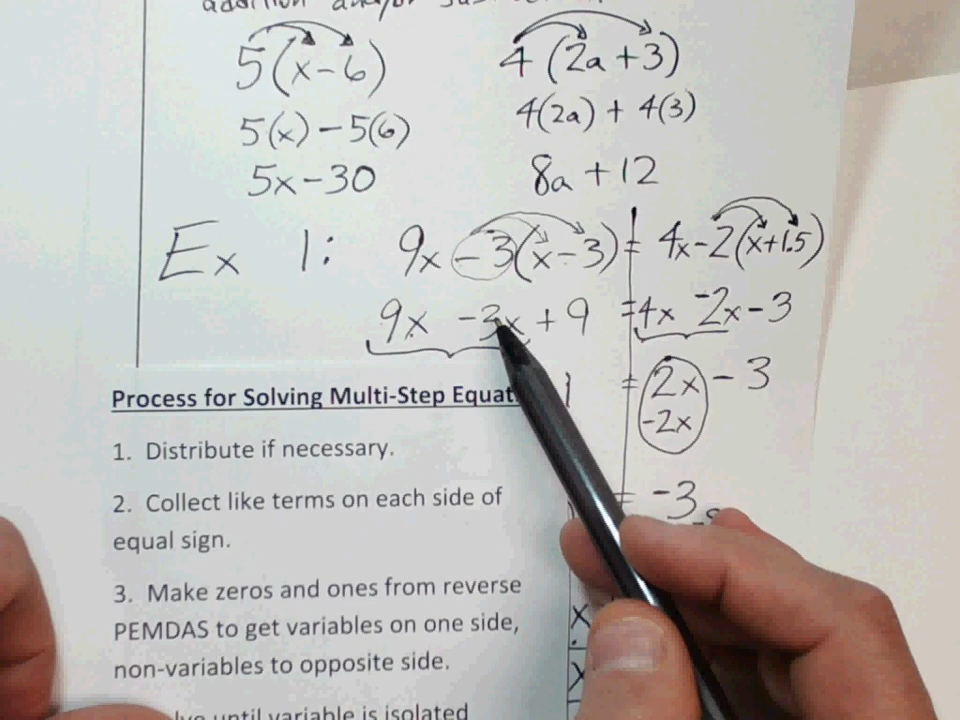 addition and/or
5(x-6)
4(2a+3)
5(x)-5(6)
4(2a)+4(3)
5x-30
8a+12
Ex 1: 9x-3(x-3) = 4x-2(x+1.5)
9x -3x+9 = 4x -2x-3
= 2x-3
-2x
= -3
Process for Solving Multi-Step
1. Distribute if necessary.
2. Collect like terms on each side of
equal sign.
3. Make zeros and ones from reverse
PEMDAS to get variables on one side,
non-variables to opposite side.
until variable is isolated
x
x